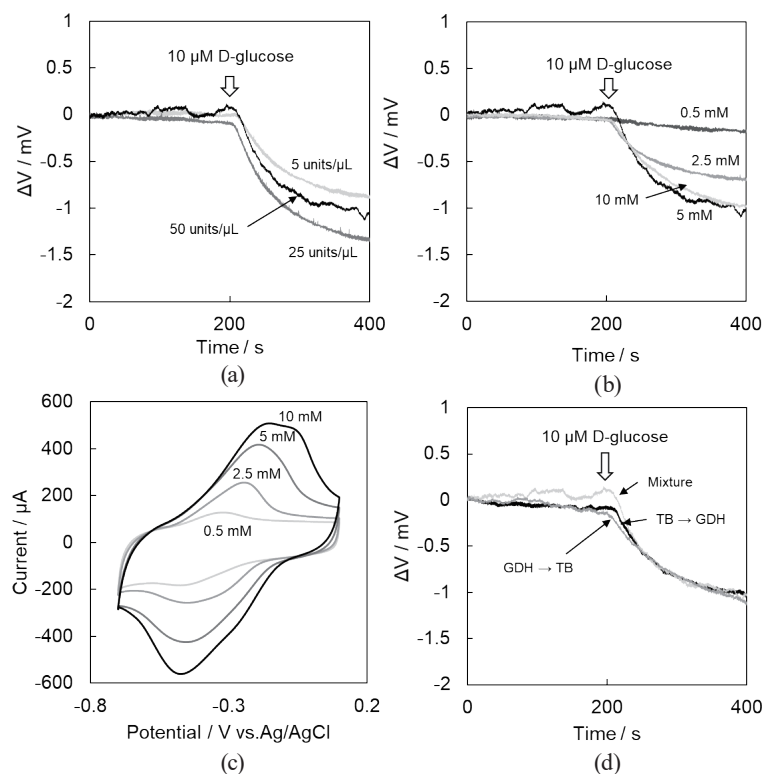 1
0.5
0
-0.5
-1
-1.5
-2
ΔV / mV
10 µM D-glucose
5 units/µL
50 units/µL
25 units/µL
0
200
400
Time / s
(a)
1
0.5
0
-0.5
-1
-1.5
-2
ΔV / mV
10 µM D-glucose
0.5 mM
2.5 mM
10 mM
5 mM
0
200
400
Time / s
(b)
600
400
200
0
-200
-400
-600
Current / µA
10 mM
5 mM
2.5 mM
0.5 mM
-0.8
-0.3
0.2
Potential / V vs.Ag/AgCl
(c)
1
0.5
0
-0.5
-1
-1.5
-2
ΔV / mV
10 µM D-glucose
Mixture
TB → GDH
GDH → TB
0
200
400
Time / s
(d)